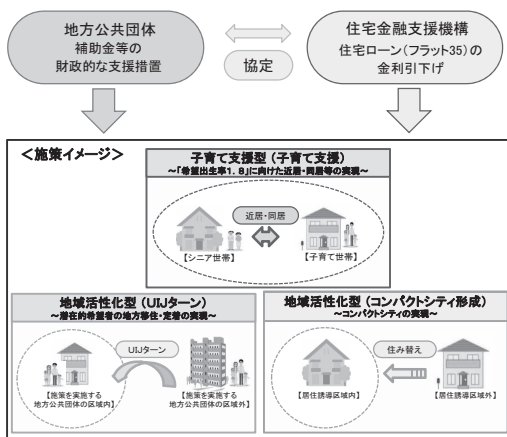 地方公共団体
補助金等の
財政的な支援措置
協定
住宅金融支援機構
住宅ローン(フラット35)の
金利引下げ
<施策イメージ>
子育て支援型(子育て支援)
~「希望出生率1.8」に向けた近居・同居等の実現~
近居・同居
【シニア世帯】
【子育て世帯】
地域活性化型(UIJターン)
~潜在的希望者の地方移住・定着の実現~
UIJターン
【施策を実施する
地方公共団体の区域内】
【施策を実施する
地方公共団体の区域外】
地域活性化型(コンパクトシティ形成)
~コンパクトシティの実現~
住み替え
【居住誘導区域内】
【居住誘導区域外】